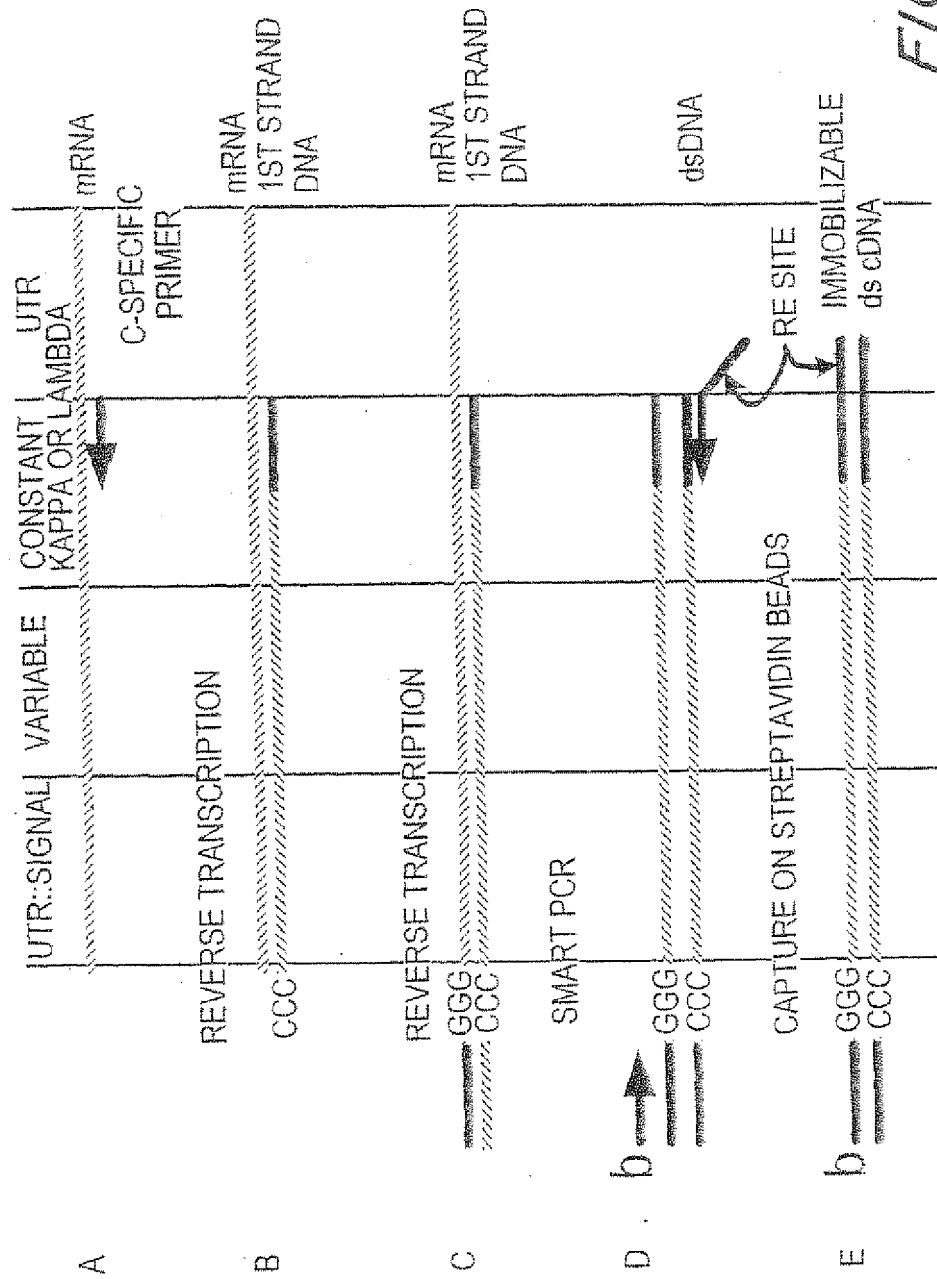 UTR::SIGNAL
VARIABLE
CONSTANT
KAPPA OR LAMBDA
UTR
A
mRNA
C-SPECIFIC
PRIMER
REVERSE TRANSCRIPTION
B
CCC
mRNA
1ST STRAND
DNA
REVERSE TRANSCRIPTION
C
GGG
CCC
mRNA
1ST STRAND
DNA
SMART PCR
D
b
GGG
CCC
dsDNA
RE SITE
CAPTURE ON STREPTAVIDIN BEADS
E
b
GGG
CCC
IMMOBILIZABLE
ds cDNA